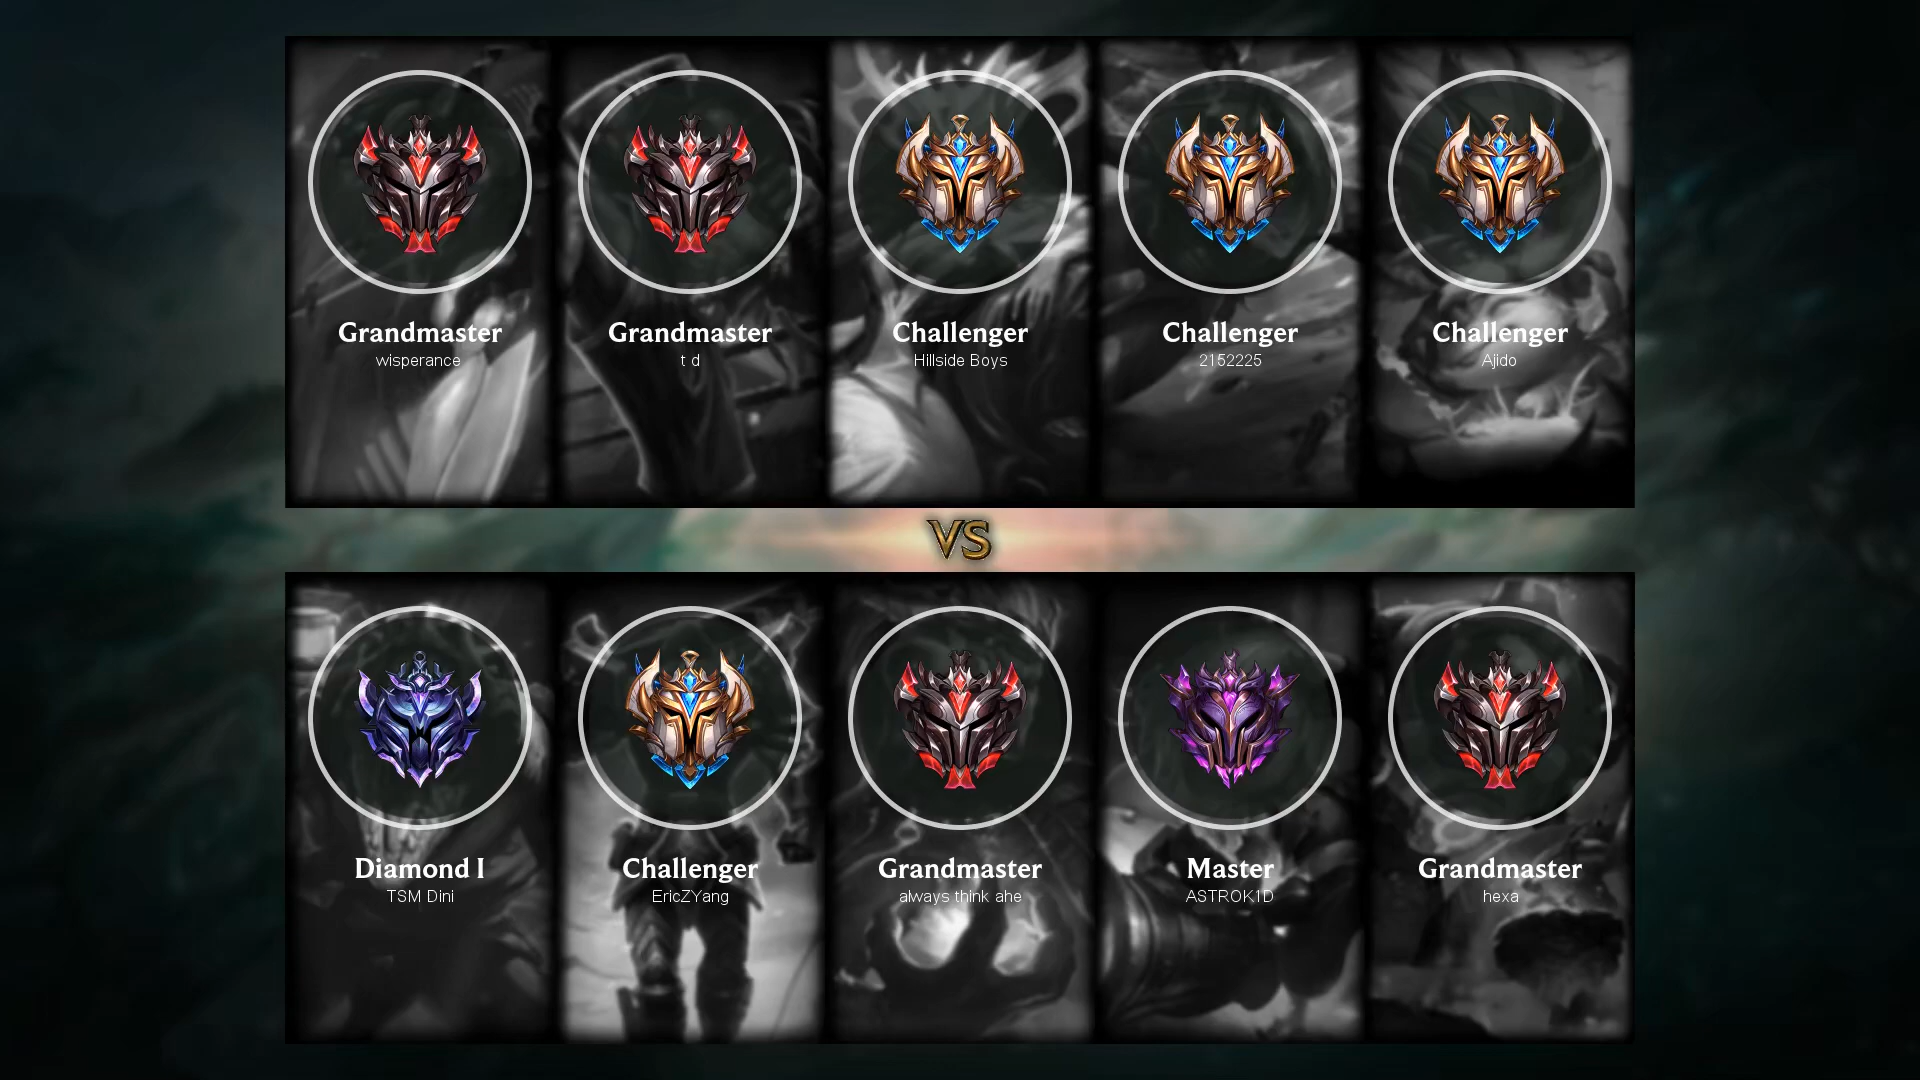 Grandmaster
wisperance
Grandmaster
t d
Challenger
Hillside Boys
Challenger
2152225
Challenger
Ajido
VS
Diamond I
TSM Dini
Challenger
EricZYang
Grandmaster
always think ahe
Master
ASTROK1D
Grandmaster
hexa